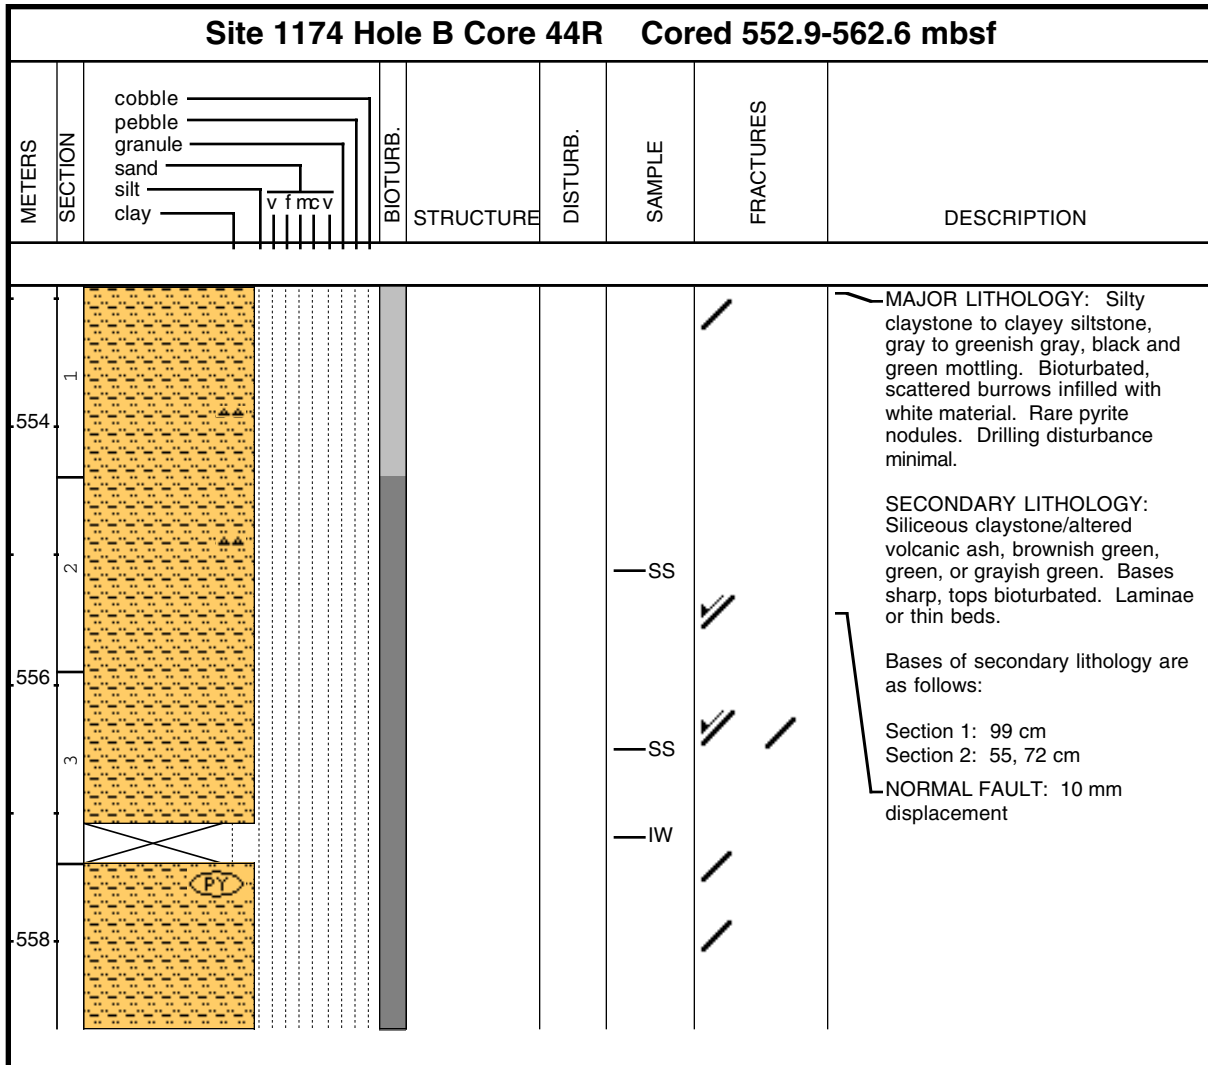 Site 1174 Hole B Core 44R Cored 552.9-562.6 mbsf
METERS
SECTION
cobble
pebble
granule
sand
silt
clay
v f m c v
BIOTURB.
STRUCTURE
DISTURB.
SAMPLE
FRACTURES
DESCRIPTION
1
554
2
556
3
558
PY
SS
SS
IW
MAJOR LITHOLOGY: Silty
claystone to clayey siltstone,
gray to greenish gray, black and
green mottling. Bioturbated,
scattered burrows infilled with
white material. Rare pyrite
nodules. Drilling disturbance
minimal.
SECONDARY LITHOLOGY:
Siliceous claystone/altered
volcanic ash, brownish green,
green, or grayish green. Bases
sharp, tops bioturbated. Laminae
or thin beds.
Bases of secondary lithology are
as follows:
Section 1: 99 cm
Section 2: 55, 72 cm
NORMAL FAULT: 10 mm
displacement